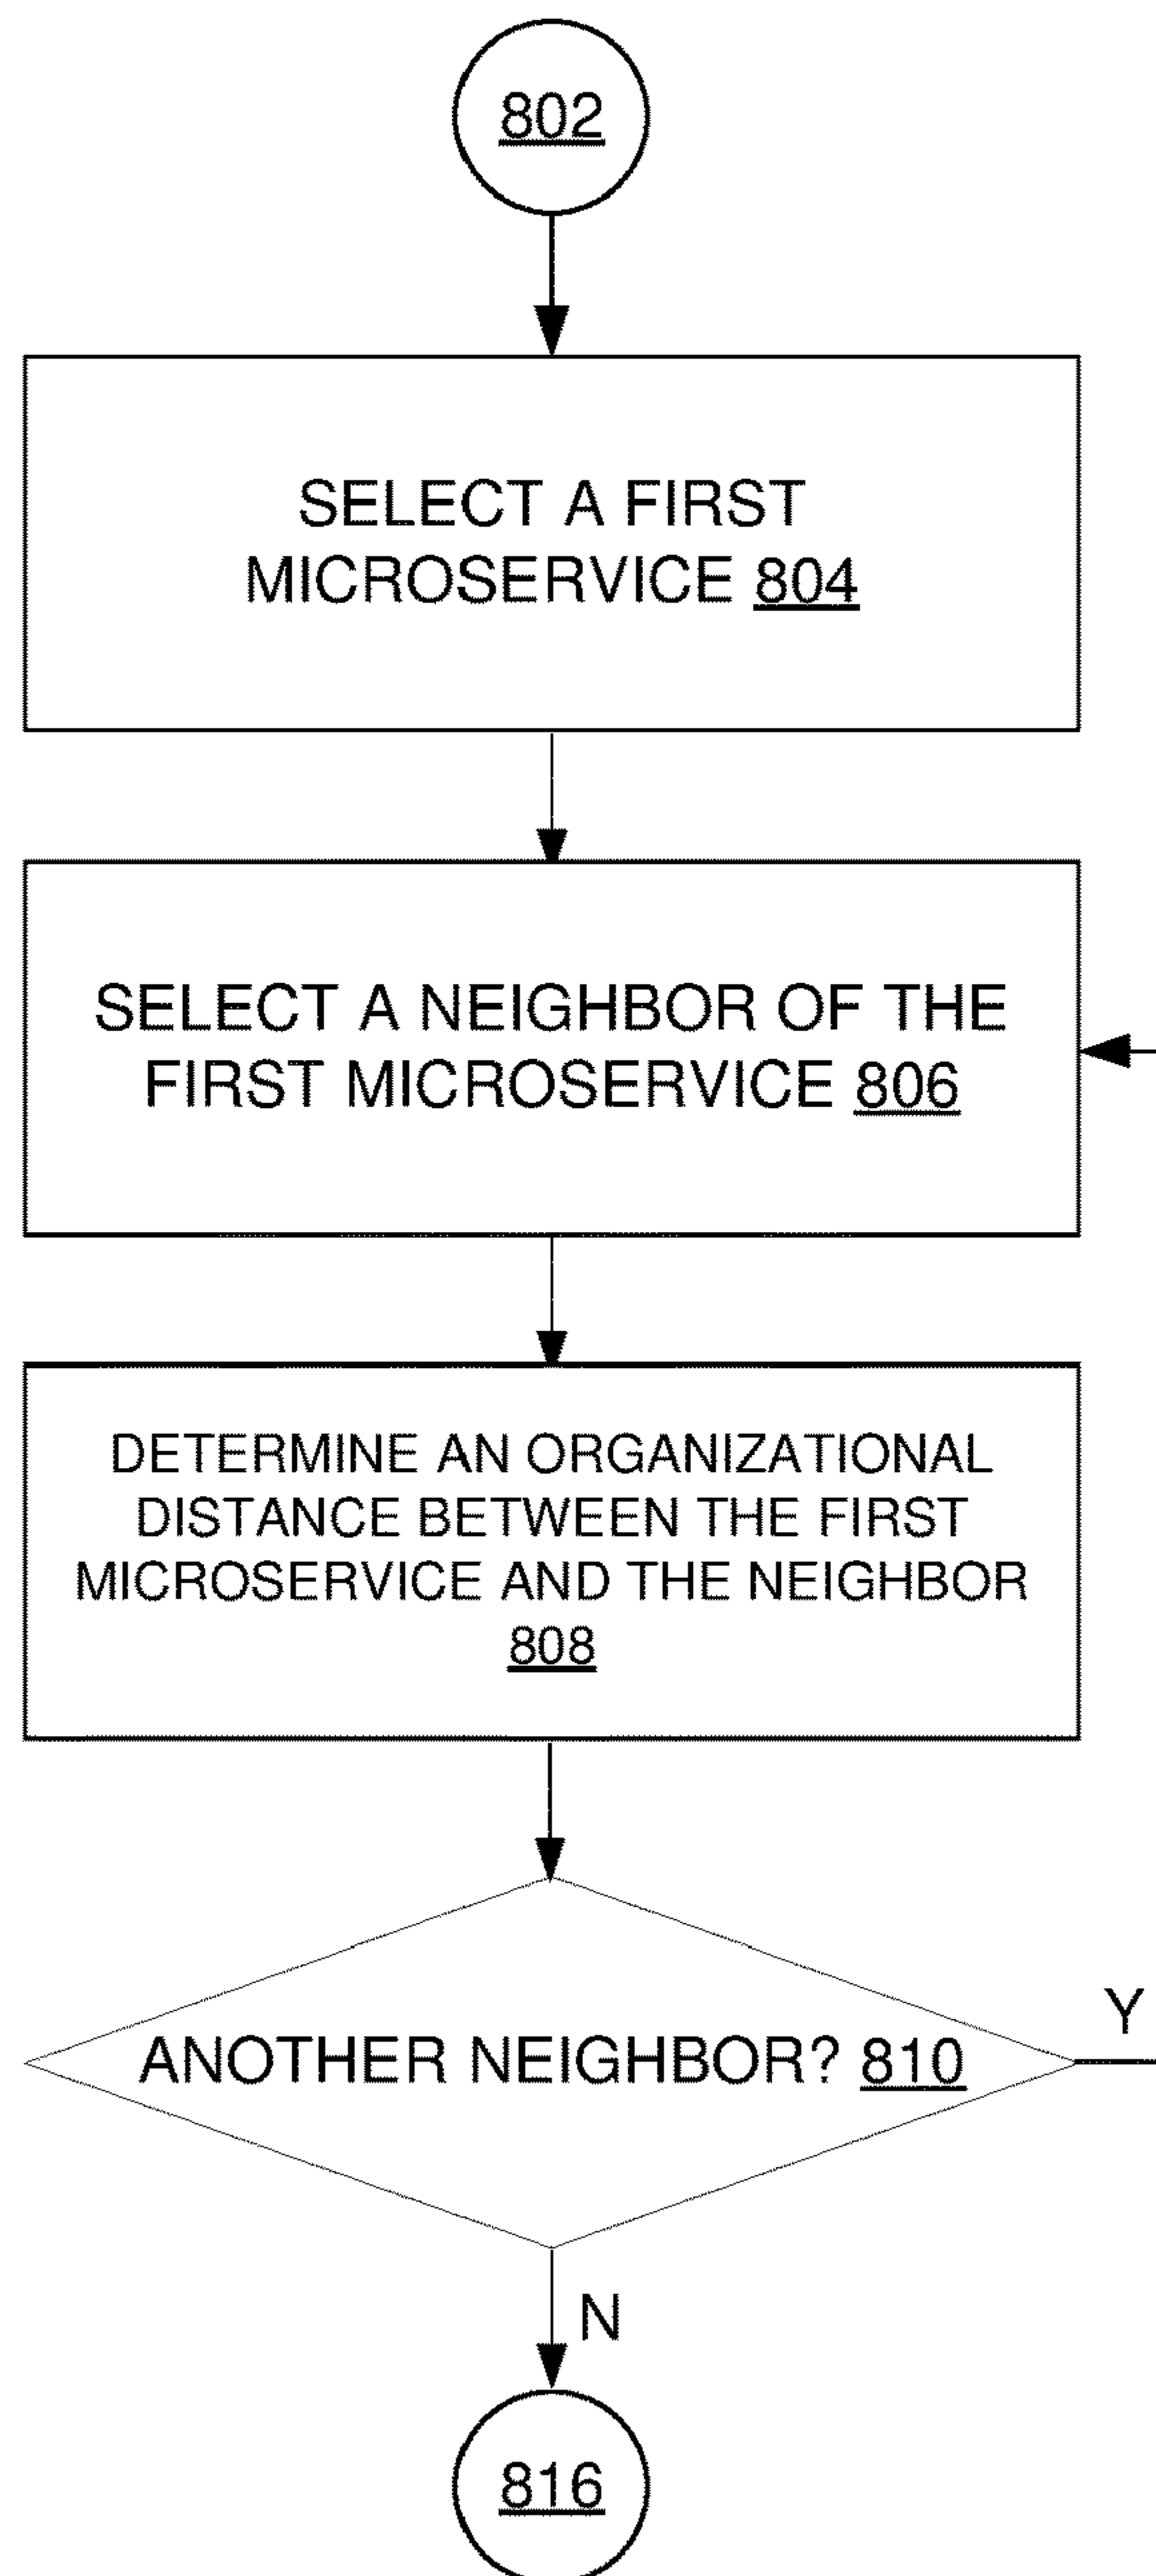 802
SELECT A FIRST
MICROSERVICE 804
SELECT A NEIGHBOR OF THE
FIRST MICROSERVICE 806
DETERMINE AN ORGANIZATIONAL
DISTANCE BETWEEN THE FIRST
MICROSERVICE AND THE NEIGHBOR
808
Y
ANOTHER NEIGHBOR? 810
N
816